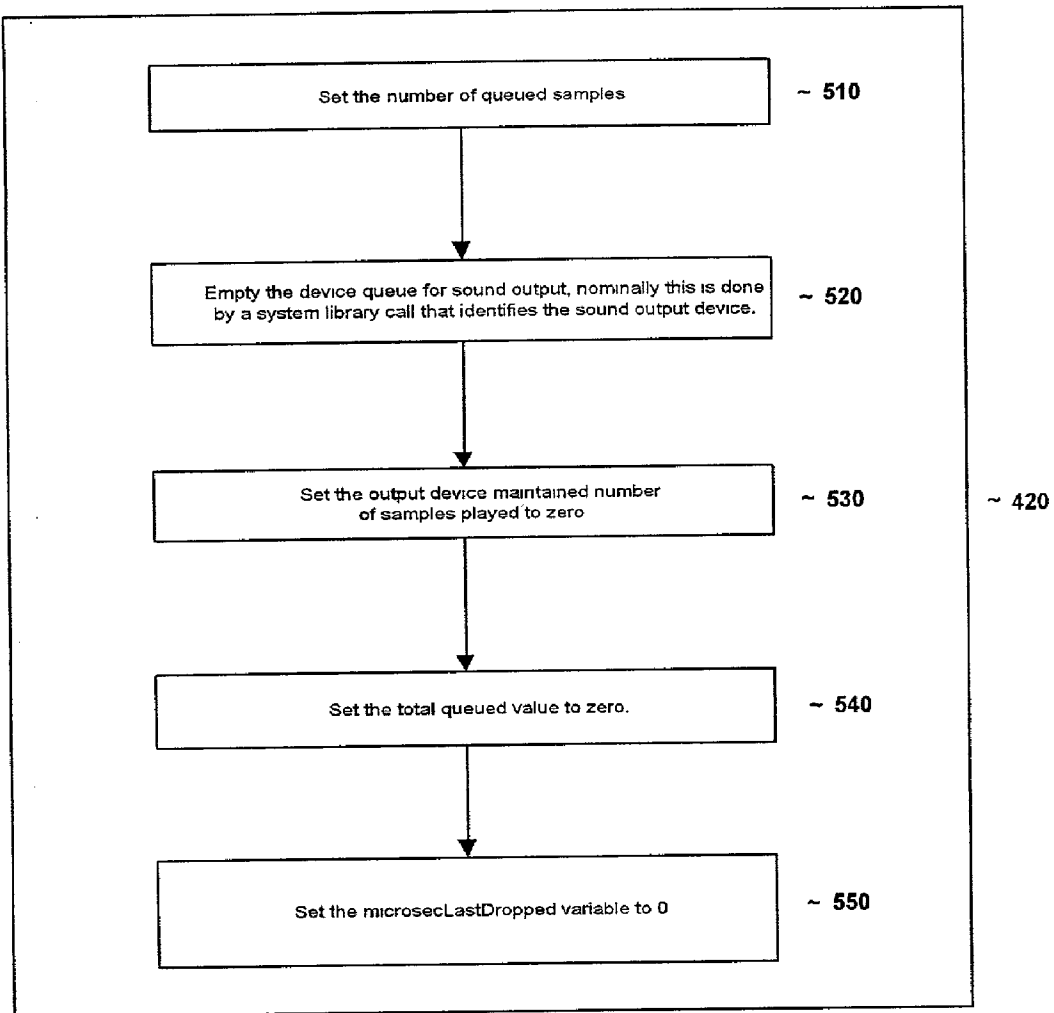 Set the number of queued samples
~ 510
Empty the device queue for sound output, nominally this is done
by a system library call that identifies the sound output device.
~ 520
Set the output device maintained number
of samples played to zero
~ 530
~ 420
Set the total queued value to zero.
~ 540
Set the microsecLastDropped variable to 0
~ 550